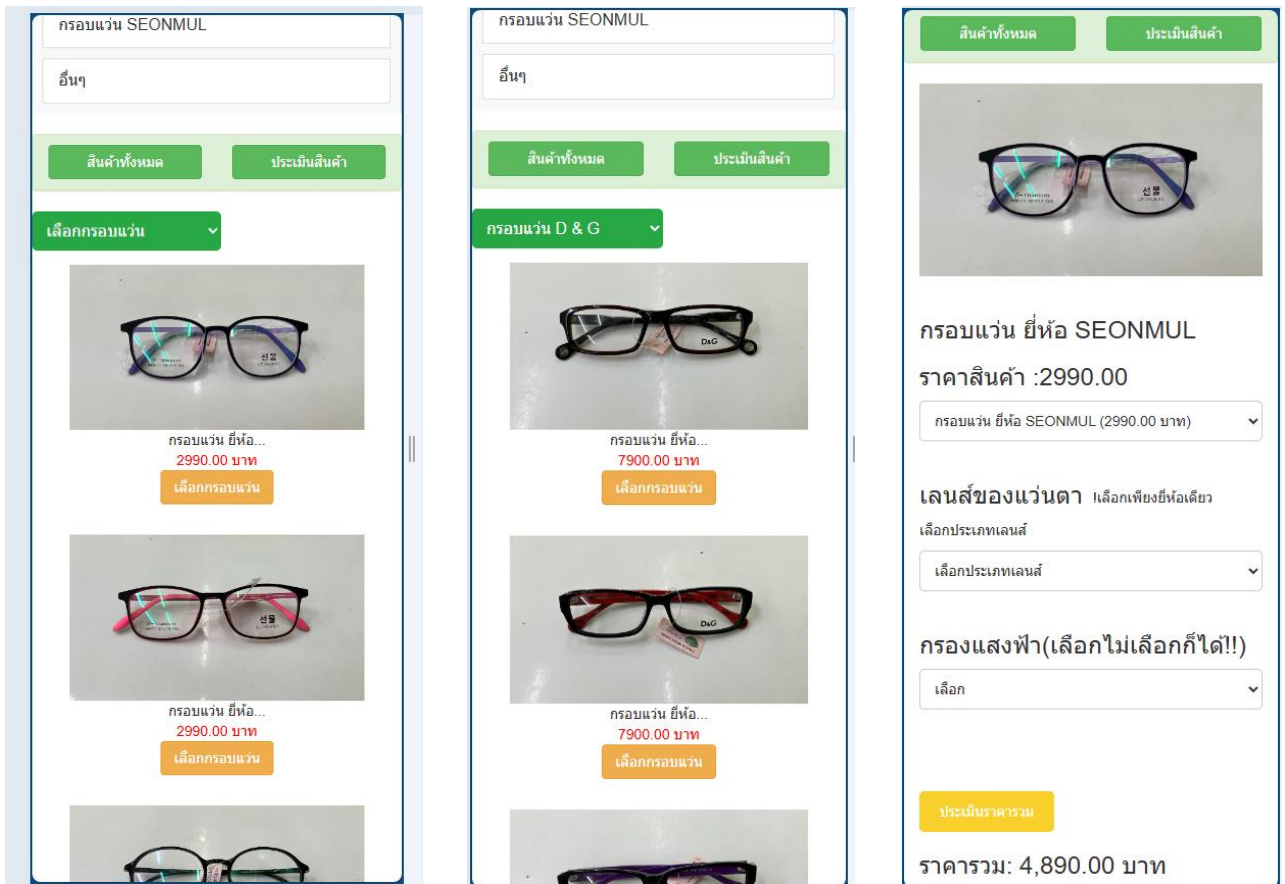 กรอบแว่น SEONMUL
อื่นๆ
สินค้าทั้งหมด
ประเมินสินค้า
เลือกกรอบแว่น
선물
กรอบแว่น ยี่ห้อ...
2990.00 บาท
เลือกกรอบแว่น
선물
กรอบแว่น ยี่ห้อ...
2990.00 บาท
เลือกกรอบแว่น
กรอบแว่น SEONMUL
อื่นๆ
สินค้าทั้งหมด
ประเมินสินค้า
กรอบแว่น D & G
D&G
กรอบแว่น ยี่ห้อ...
7900.00 บาท
เลือกกรอบแว่น
D&G
กรอบแว่น ยี่ห้อ...
7900.00 บาท
เลือกกรอบแว่น
สินค้าทั้งหมด
ประเมินสินค้า
선물
กรอบแว่น ยี่ห้อ SEONMUL
ราคาสินค้า :2990.00
กรอบแว่น ยี่ห้อ SEONMUL (2990.00 บาท)
เลนส์ของแว่นตา !เลือกเพียงยี่ห้อเดียว
เลือกประเภทเลนส์
เลือกประเภทเลนส์
กรองแสงฟ้า(เลือกไม่เลือกก็ได้!!)
เลือก
ประเมินราคารวม
ราคารวม: 4,890.00 บาท